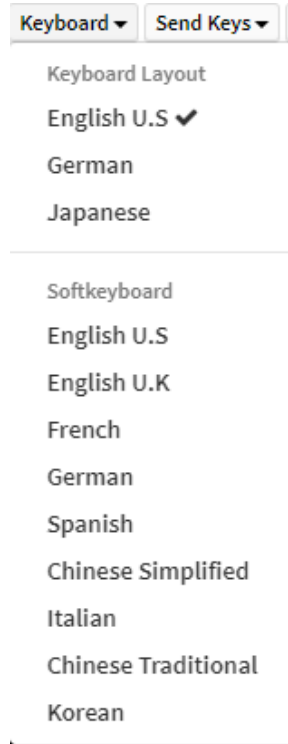 Keyboard Send Keys
Keyboard Layout
English U.S
German
Japanese
Softkeyboard
English U.S
English U.K
French
German
Spanish
Chinese Simplified
Italian
Chinese Traditional
Korean